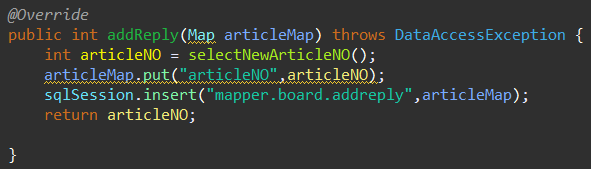 @Override
public int addReply(Map articleMap) throws DataAccessException {
    int articleNO = selectNewArticleNO();
    articleMap.put("articleNO",articleNO);
    sqlSession.insert("mapper.board.addreply",articleMap);
    return articleNO;
}